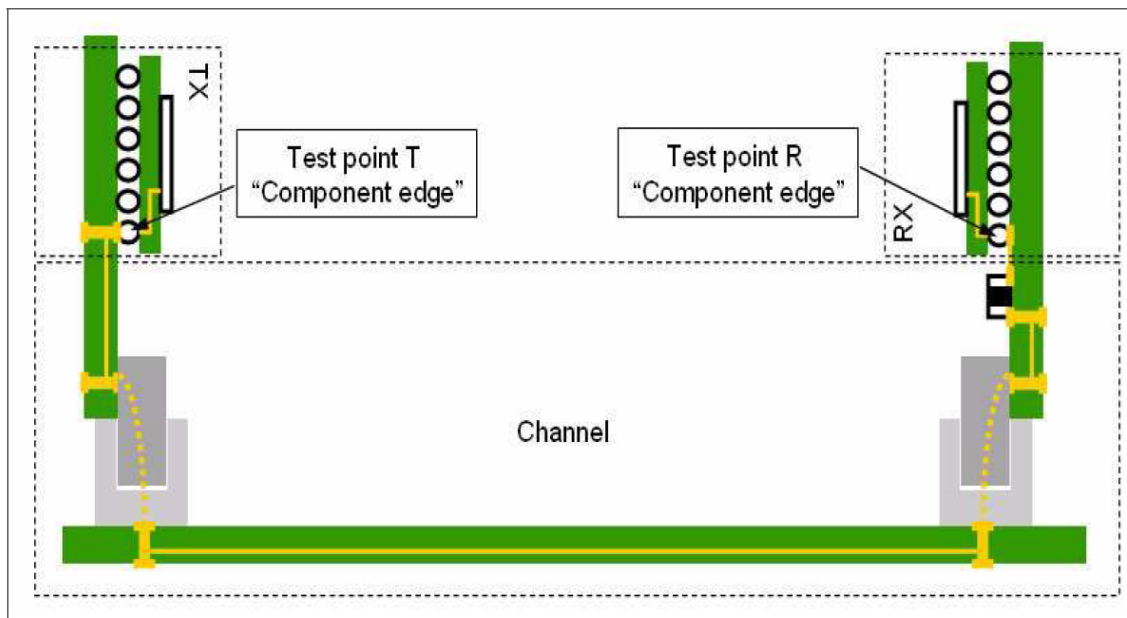 TX
Test point T
“Component edge”
Test point R
“Component edge”
RX
Channel